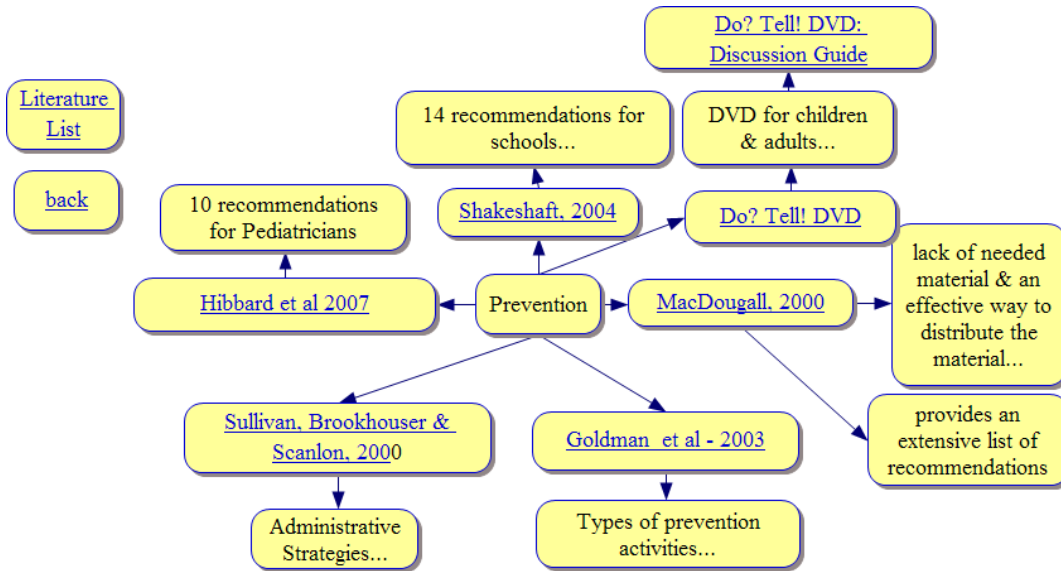 Do? Tell! DVD:
Discussion Guide
Literature
List
14 recommendations for
schools...
DVD for children
& adults...
back
10 recommendations
for Pediatricians
Shakeshaft, 2004
Do? Tell! DVD
Hibbard et al 2007
Prevention
MacDougall, 2000
lack of needed
material & an
effective way to
distribute the
material...
Sullivan, Brookhouser &
Scanlon, 2000
Goldman et al - 2003
provides an
extensive list of
recommendations
Administrative
Strategies...
Types of prevention
activities...